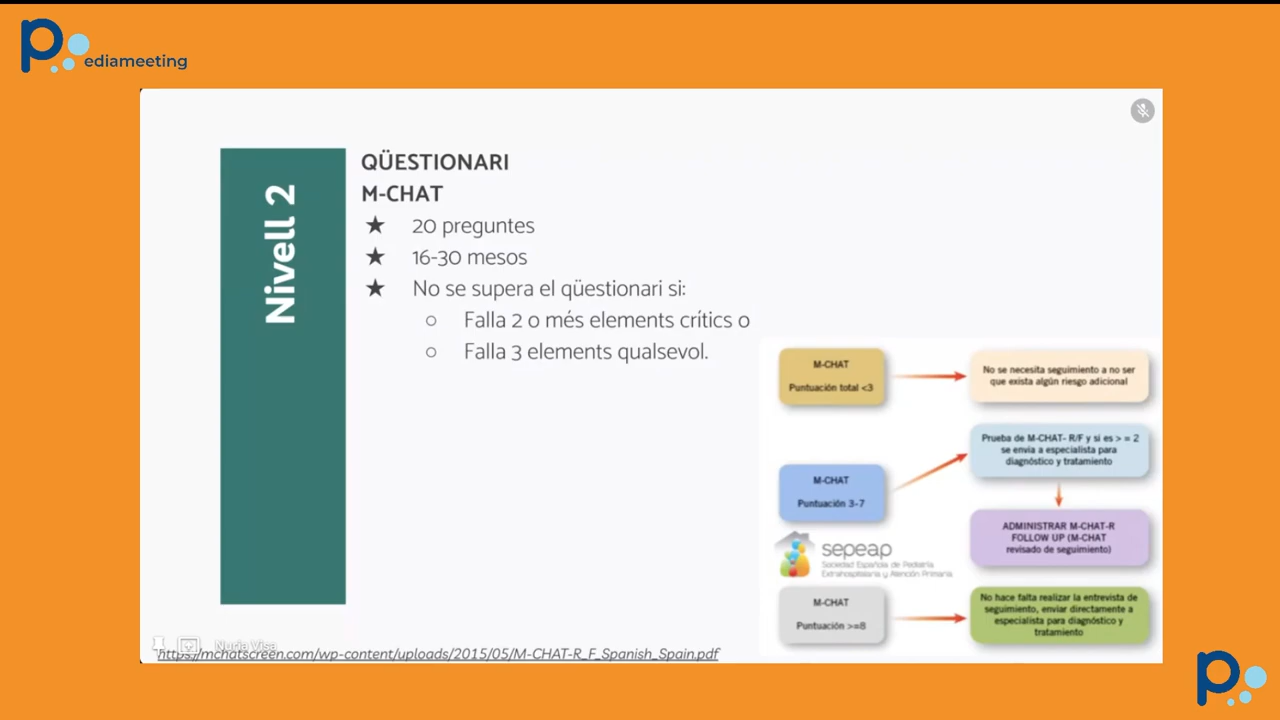 Pediameeting
Nivell 2
QÜESTIONARI
M-CHAT
★ 20 preguntes
★ 16-30 mesos
★ No se supera el qüestionari si:
○ Falla 2 o més elements crítics o
○ Falla 3 elements qualsevol.
M-CHAT
Puntuación total <3
No se necesita seguimiento a no ser
que exista algún riesgo adicional
M-CHAT
Puntuación 3-7
Prueba de M-CHAT- R/F y si es > = 2
se envia a especialista para
diagnóstico y tratamiento
ADMINISTRAR M-CHAT-R
FOLLOW UP (M-CHAT
revisado de seguimiento)
sepeap
Sociedad Española de Pediatría
Extrahospitalaria y Atención Primaria
M-CHAT
Puntuación >=8
No hace falta realizar la entrevista de
seguimiento, enviar directamente a
especialista para diagnóstico y
tratamiento
Nuria Visa
https://mchatscreen.com/wp-content/uploads/2015/05/M-CHAT-R_F_Spanish_Spain.pdf
P